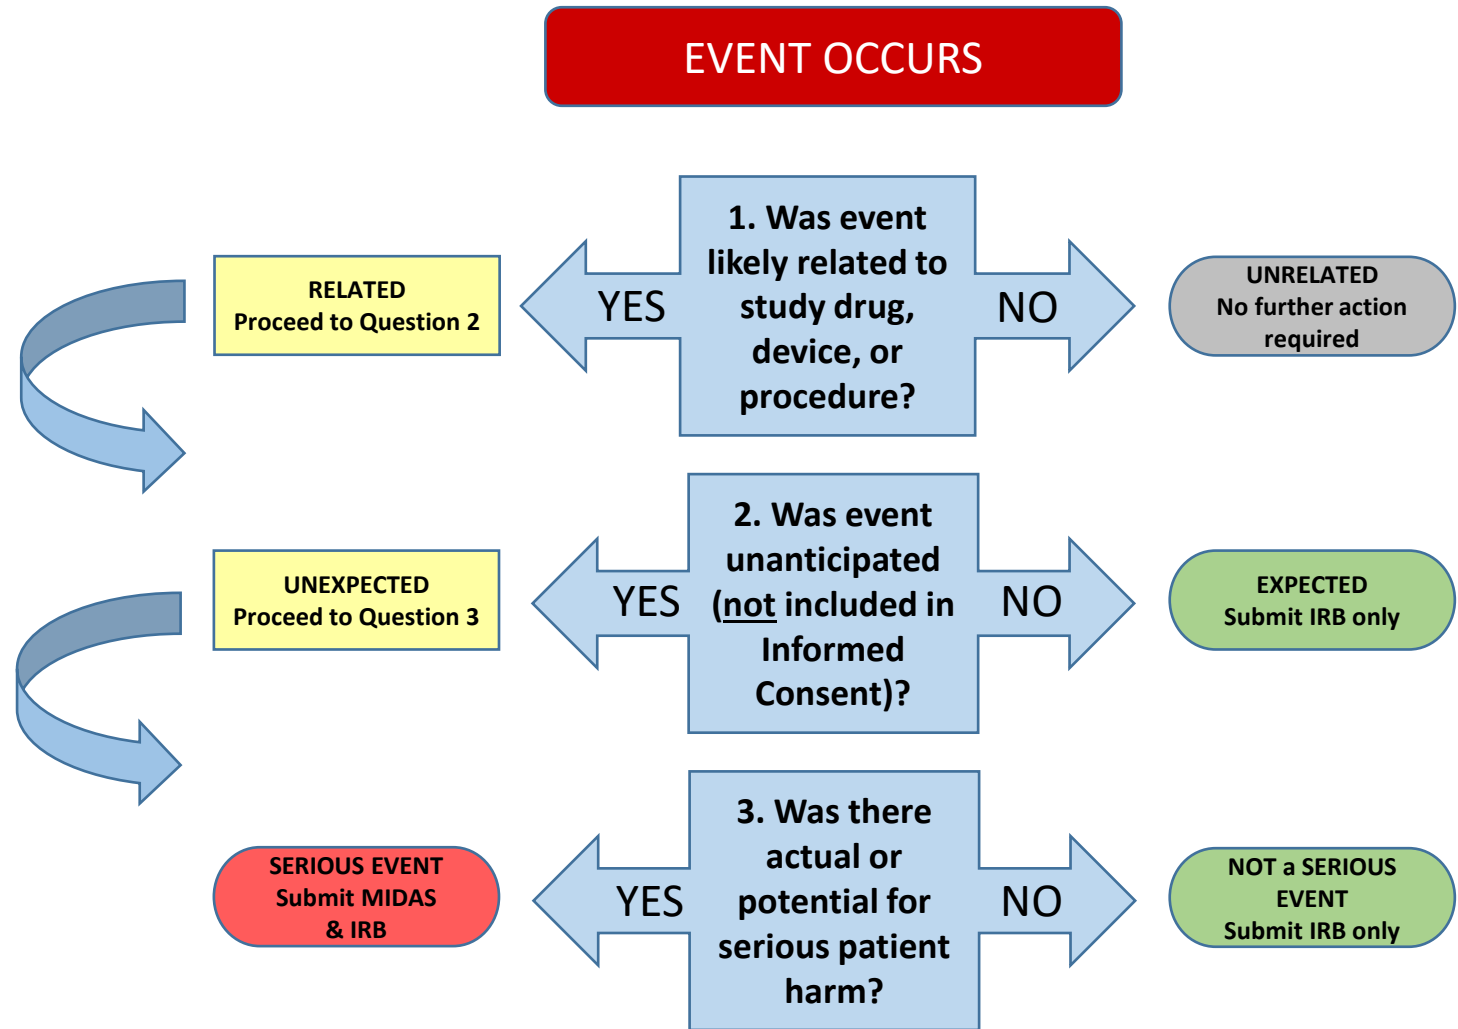 EVENT OCCURS
1. Was event
likely related to
study drug,
device, or
procedure?
YES
NO
RELATED
Proceed to Question 2
UNRELATED
No further action
required
2. Was event
unanticipated
(not included in
Informed
Consent)?
YES
NO
UNEXPECTED
Proceed to Question 3
EXPECTED
Submit IRB only
3. Was there
actual or
potential for
serious patient
harm?
YES
NO
SERIOUS EVENT
Submit MIDAS
& IRB
NOT a SERIOUS
EVENT
Submit IRB only